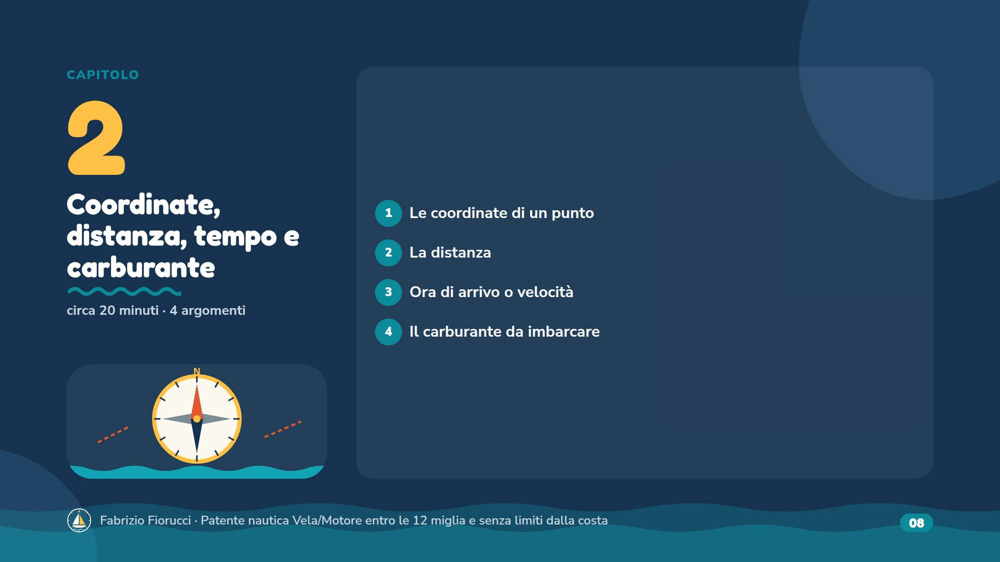 CAPITOLO
2
Coordinate,
distanza, tempo e
carburante
circa 20 minuti · 4 argomenti
N
1 Le coordinate di un punto
2 La distanza
3 Ora di arrivo o velocità
4 Il carburante da imbarcare
Fabrizio Fiorucci · Patente nautica Vela/Motore entro le 12 miglia e senza limiti dalla costa
08